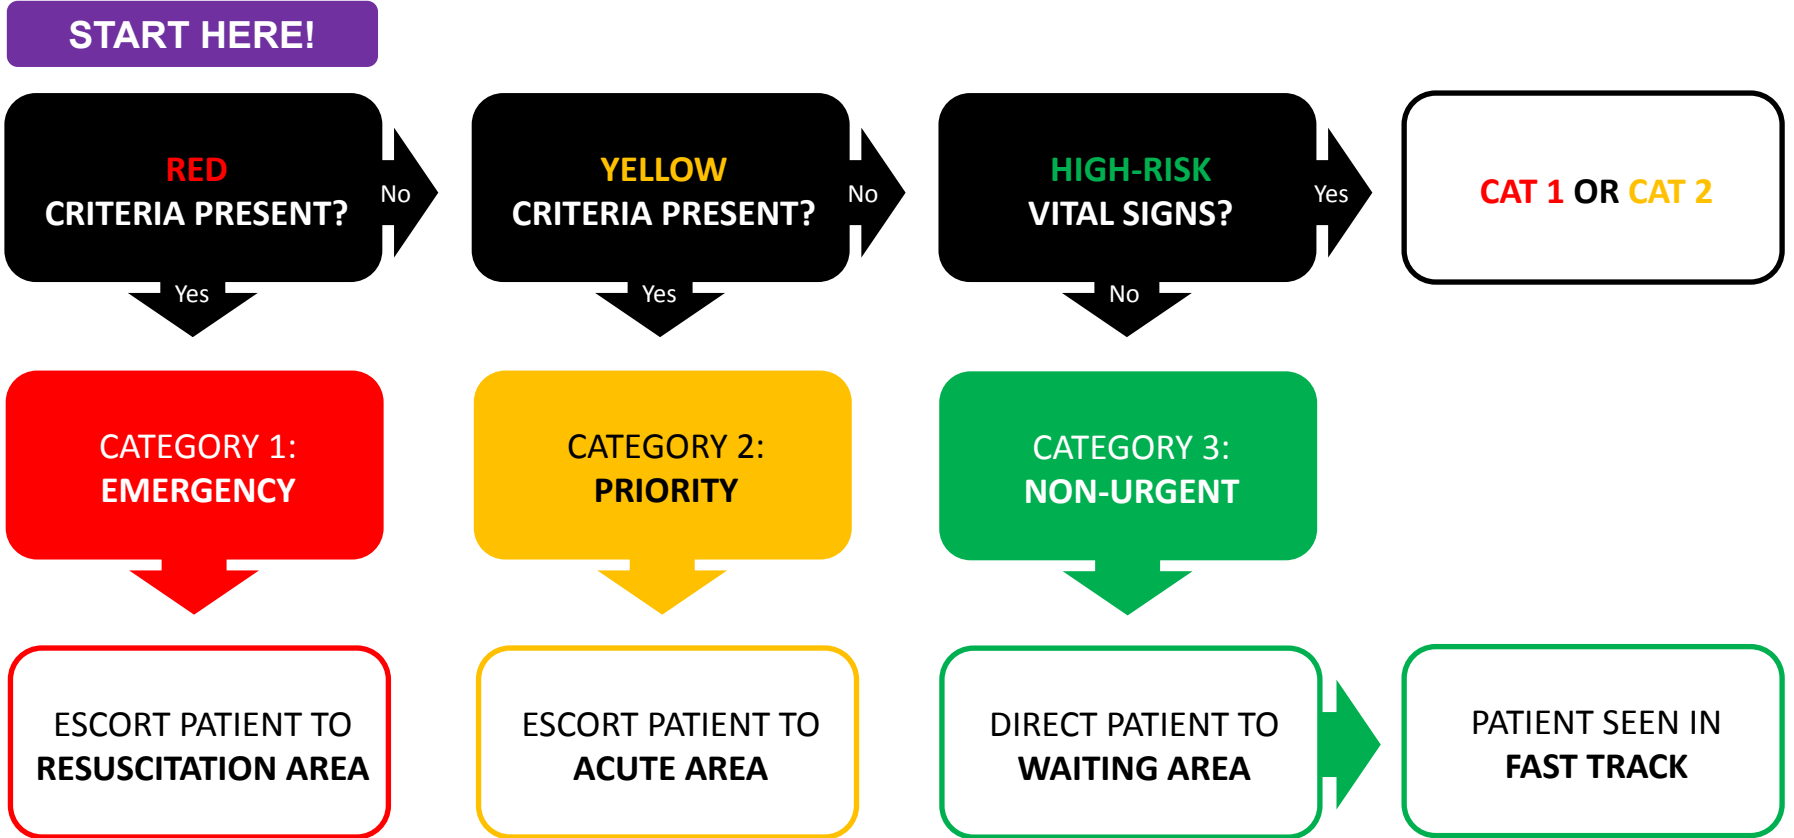 START HERE!
RED
CRITERIA PRESENT?
No
YELLOW
CRITERIA PRESENT?
No
HIGH-RISK
VITAL SIGNS?
Yes
CAT 1 OR CAT 2
Yes
Yes
No
CATEGORY 1:
EMERGENCY
CATEGORY 2:
PRIORITY
CATEGORY 3:
NON-URGENT
ESCORT PATIENT TO
RESUSCITATION AREA
ESCORT PATIENT TO
ACUTE AREA
DIRECT PATIENT TO
WAITING AREA
PATIENT SEEN IN
FAST TRACK